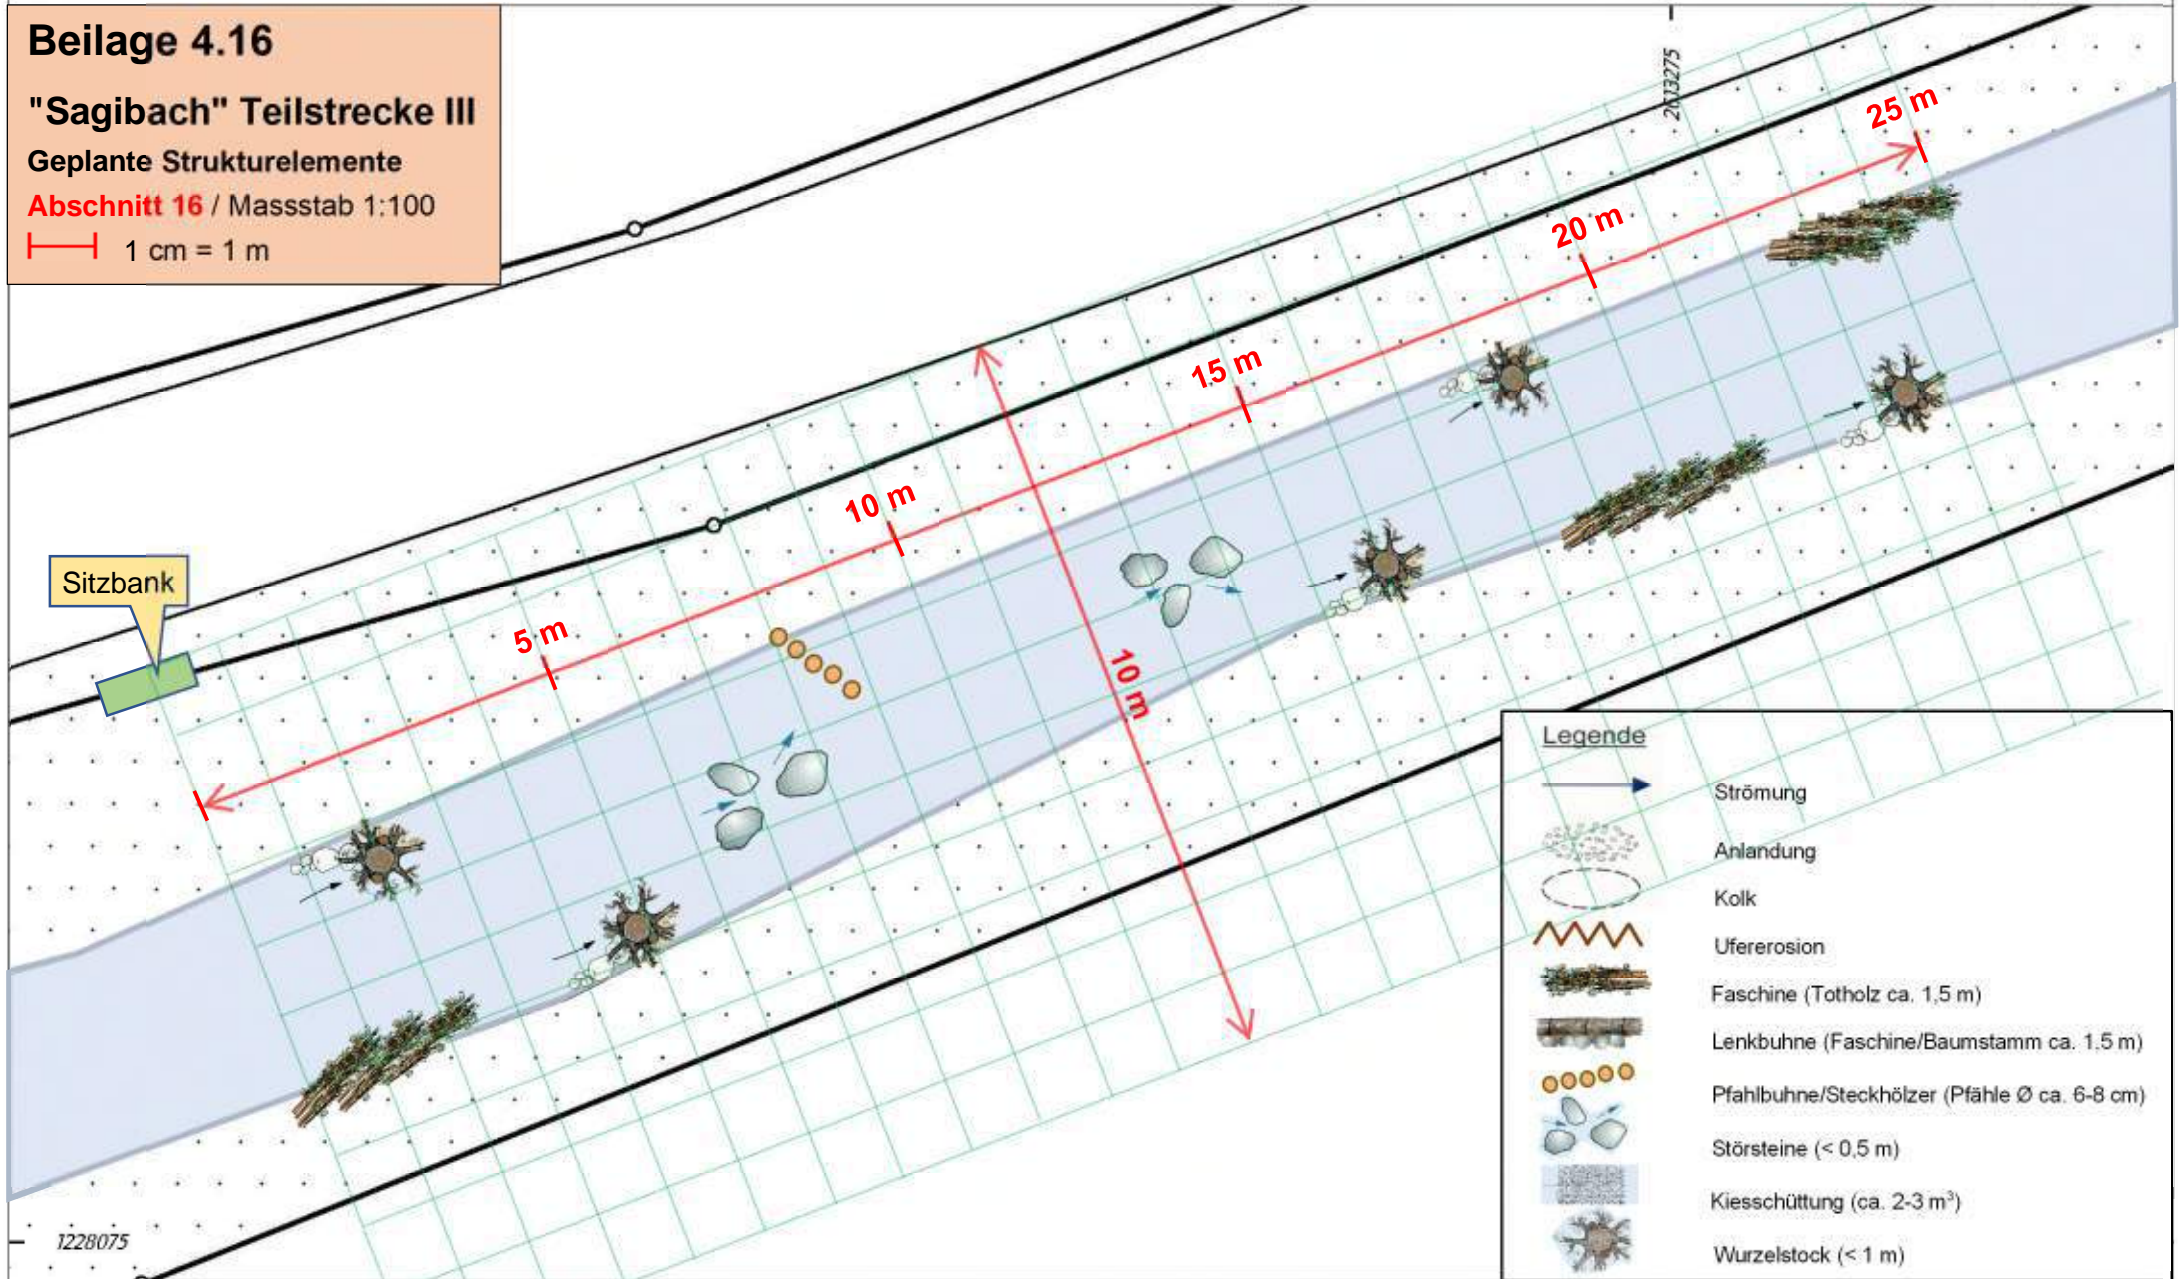 Beilage 4.16
"Sagibach" Teilstrecke III
Geplante Strukturelemente
Abschnitt 16 / Massstab 1:100
1 cm = 1 m
2613275
25 m
20 m
15 m
10 m
5 m
Sitzbank
10 m
1228075
Legende
Strömung
Anlandung
Kolk
Ufererosion
Faschine (Totholz ca. 1,5 m)
Lenkbuhne (Faschine/Baumstamm ca. 1.5 m)
Pfahlbuhne/Steckhölzer (Pfähle Ø ca. 6-8 cm)
Störsteine (< 0,5 m)
Kiesschüttung (ca. 2-3 m³)
Wurzelstock (< 1 m)